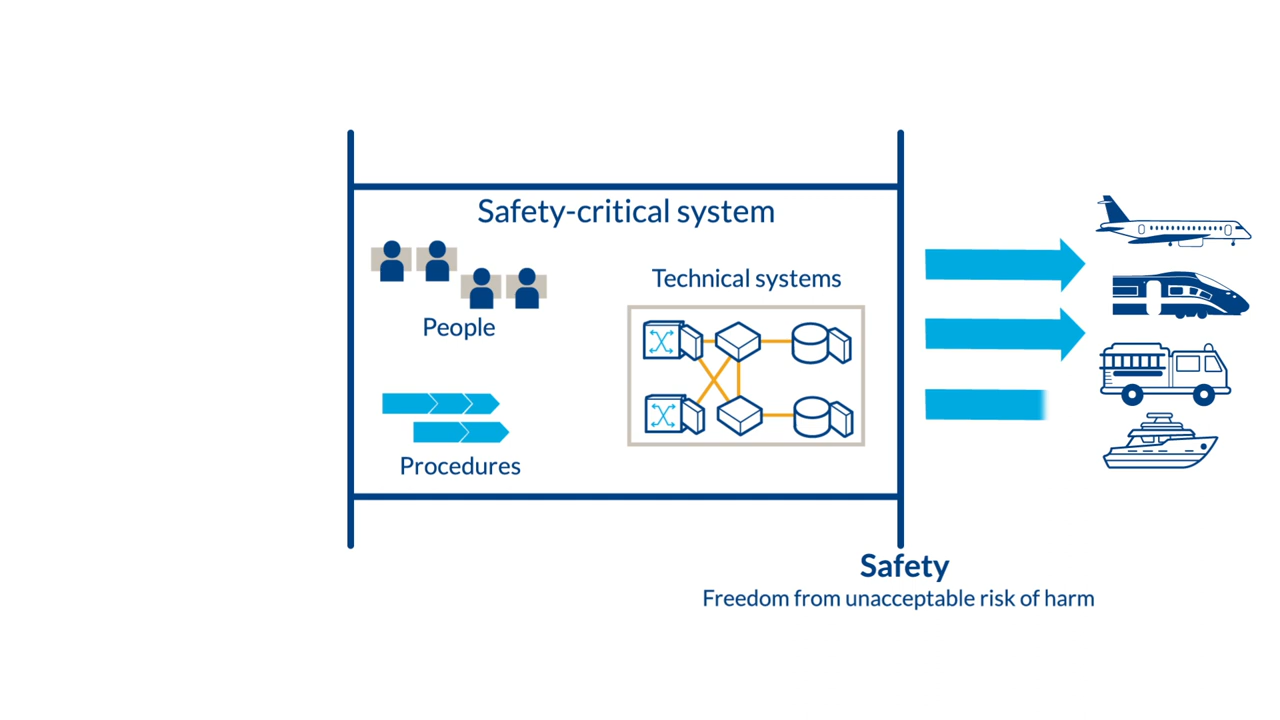 Safety-critical system
Technical systems
People
Procedures
Safety
Freedom from unacceptable risk of harm